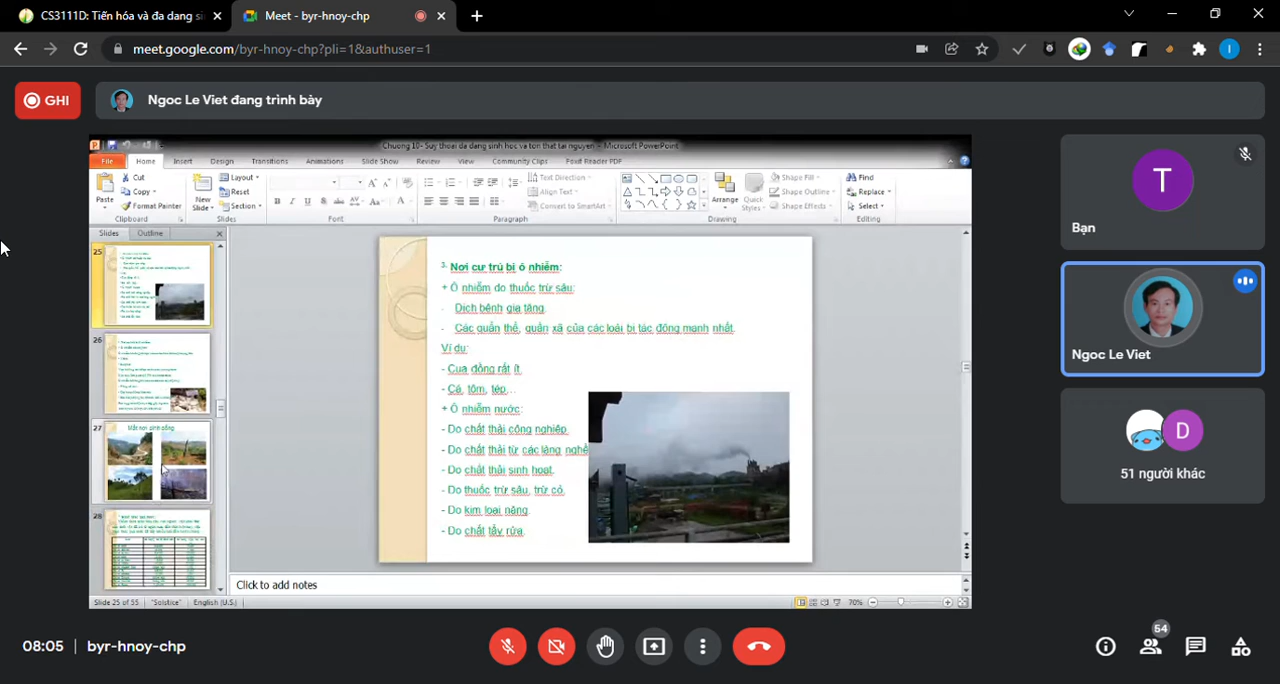 CS3111D: Tiến hóa và đa dạng si
Meet - byr-hnoy-chp
meet.google.com/byr-hnoy-chp?pli=1&authuser=1
I
GHI
Ngoc Le Viet đang trình bày
Chuong 10- Suy thoai da dang sinh hoc va ton that tai nguyen - Microsoft PowerPoint
File Home Insert Design Transitions Animations Slide Show Review View Community Clips Foxit Reader PDF
Paste
Cut
Copy
Format Painter
Clipboard
New Slide
Layout
Reset
Section
Slides
Font
Text Direction
Align Text
Convert to SmartArt
Paragraph
Arrange
Quick Styles
Shape Fill
Shape Outline
Shape Effects
Drawing
Find
Replace
Select
Editing
Slides Outline
25
26
27
Mất nơi sinh sống
28
3. Nơi cư trú bị ô nhiễm:
+ Ô nhiễm do thuốc trừ sâu:
- Dịch bệnh gia tăng.
- Các quần thể, quần xã của các loài bị tác động mạnh nhất.
Ví dụ:
- Cua đồng rất ít.
- Cá, tôm, tép,..
+ Ô nhiễm nước:
- Do chất thải công nghiệp.
- Do chất thải từ các làng nghề
- Do chất thải sinh hoạt.
- Do thuốc trừ sâu, trừ cỏ.
- Do kim loại nặng.
- Do chất tẩy rửa.
Click to add notes
Slide 25 of 55 "Solstice" English (U.S.) 70%
T
Bạn
Ngoc Le Viet
D
51 người khác
08:05 | byr-hnoy-chp
54